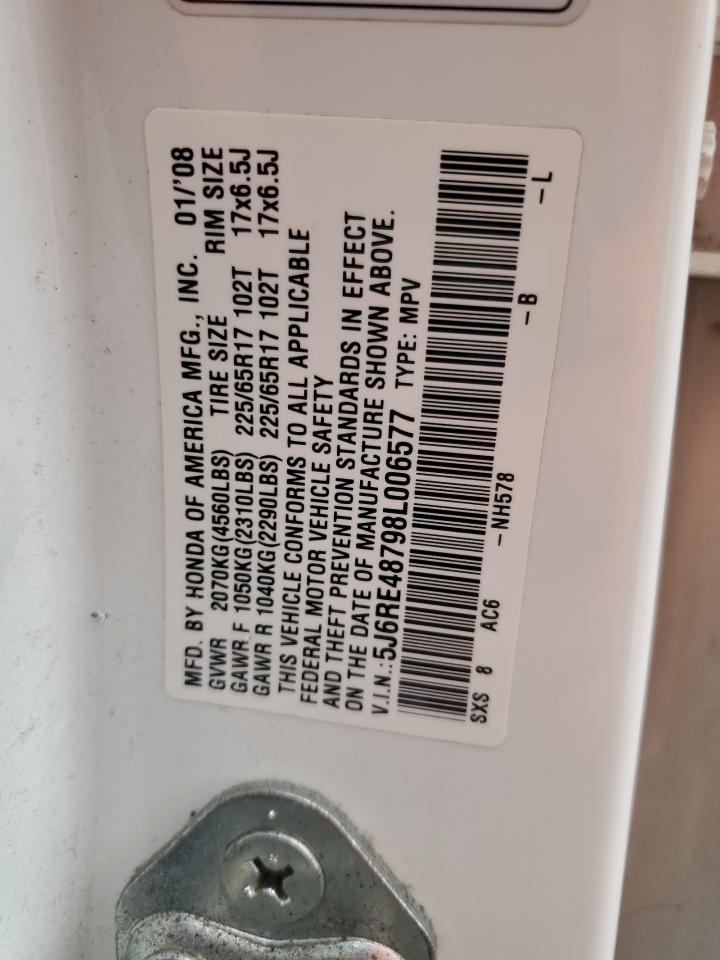 MFD. BY HONDA OF AMERICA MFG., INC. 01/'08
GVWR 2070KG(4560LBS) TIRE SIZE RIM SIZE
GAWR F 1050KG(2310LBS) 225/65R17 102T 17x6.5J
GAWR R 1040KG(2290LBS) 225/65R17 102T 17x6.5J
THIS VEHICLE CONFORMS TO ALL APPLICABLE
FEDERAL MOTOR VEHICLE SAFETY
AND THEFT PREVENTION STANDARDS IN EFFECT
ON THE DATE OF MANUFACTURE SHOWN ABOVE.
V.I.N.:5J6RE48798L006577 TYPE: MPV
SXS 8 AC6 -NH578 -B -L